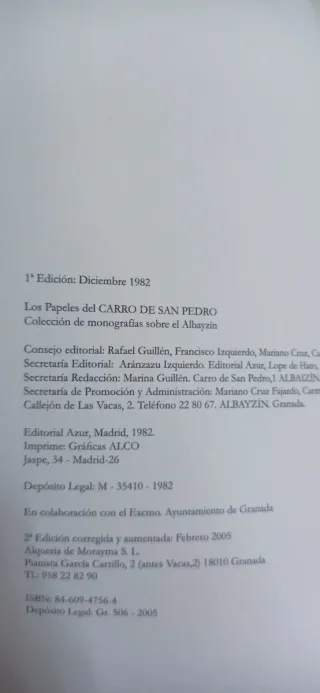 1ª Edición: Diciembre 1982
Los Papeles del CARRO DE SAN PEDRO
Colección de monografías sobre el Albayzín
Consejo editorial: Rafael Guillén, Francisco Izquierdo, Mariano Cruz, Ca
Secretaría Editorial: Aránzazu Izquierdo. Editorial Azur, Lope de Haro,
Secretaría Redacción: Marina Guillén. Carro de San Pedro,1 ALBAIZÍN.
Secretaría de Promoción y Administración: Mariano Cruz Fajardo, Carm
Callejón de Las Vacas, 2. Teléfono 22 80 67. ALBAYZÍN. Granada.
Editorial Azur, Madrid, 1982.
Imprime: Gráficas ALCO
Jaspe, 34 - Madrid-26
Depósito Legal: M - 35410 - 1982
En colaboración con el Excmo. Ayuntamiento de Granada
2ª Edición corregida y aumentada: Febrero 2005
Alquería de Morayma S. L.
Pianista García Carrillo, 2 (antes Vacas,2) 18010 Granada
Tl.: 958 22 82 90
ISBN: 84-609-4756-4
Depósito Legal: Gr. 506 - 2005